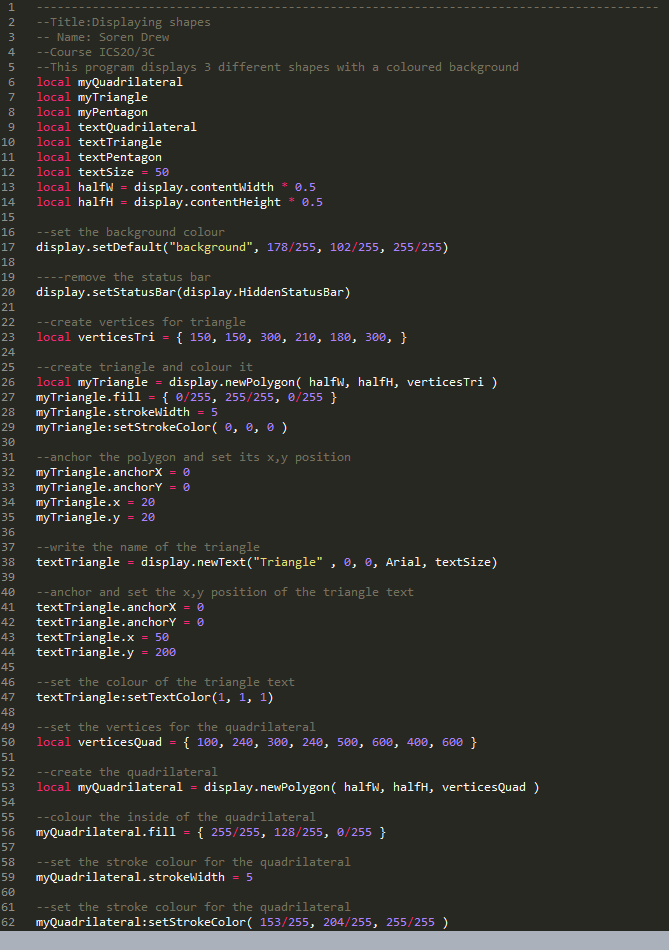 1 ------------------------------------------------------------------------------------------
2 --Title:Displaying shapes
3 -- Name: Soren Drew
4 --Course ICS2O/3C
5 --This program displays 3 different shapes with a coloured background
6 local myQuadrilateral
7 local myTriangle
8 local myPentagon
9 local textQuadrilateral
10 local textTriangle
11 local textPentagon
12 local textSize = 50
13 local halfW = display.contentWidth * 0.5
14 local halfH = display.contentHeight * 0.5
15
16 --set the background colour
17 display.setDefault("background", 178/255, 102/255, 255/255)
18
19 ----remove the status bar
20 display.setStatusBar(display.HiddenStatusBar)
21
22 --create vertices for triangle
23 local verticesTri = { 150, 150, 300, 210, 180, 300, }
24
25 --create triangle and colour it
26 local myTriangle = display.newPolygon( halfW, halfH, verticesTri )
27 myTriangle.fill = { 0/255, 255/255, 0/255 }
28 myTriangle.strokeWidth = 5
29 myTriangle:setStrokeColor( 0, 0, 0 )
30
31 --anchor the polygon and set its x,y position
32 myTriangle.anchorX = 0
33 myTriangle.anchorY = 0
34 myTriangle.x = 20
35 myTriangle.y = 20
36
37 --write the name of the triangle
38 textTriangle = display.newText("Triangle" , 0, 0, Arial, textSize)
39
40 --anchor and set the x,y position of the triangle text
41 textTriangle.anchorX = 0
42 textTriangle.anchorY = 0
43 textTriangle.x = 50
44 textTriangle.y = 200
45
46 --set the colour of the triangle text
47 textTriangle:setTextColor(1, 1, 1)
48
49 --set the vertices for the quadrilateral
50 local verticesQuad = { 100, 240, 300, 240, 500, 600, 400, 600 }
51
52 --create the quadrilateral
53 local myQuadrilateral = display.newPolygon( halfW, halfH, verticesQuad )
54
55 --colour the inside of the quadrilateral
56 myQuadrilateral.fill = { 255/255, 128/255, 0/255 }
57
58 --set the stroke colour for the quadrilateral
59 myQuadrilateral.strokeWidth = 5
60
61 --set the stroke colour for the quadrilateral
62 myQuadrilateral:setStrokeColor( 153/255, 204/255, 255/255 )